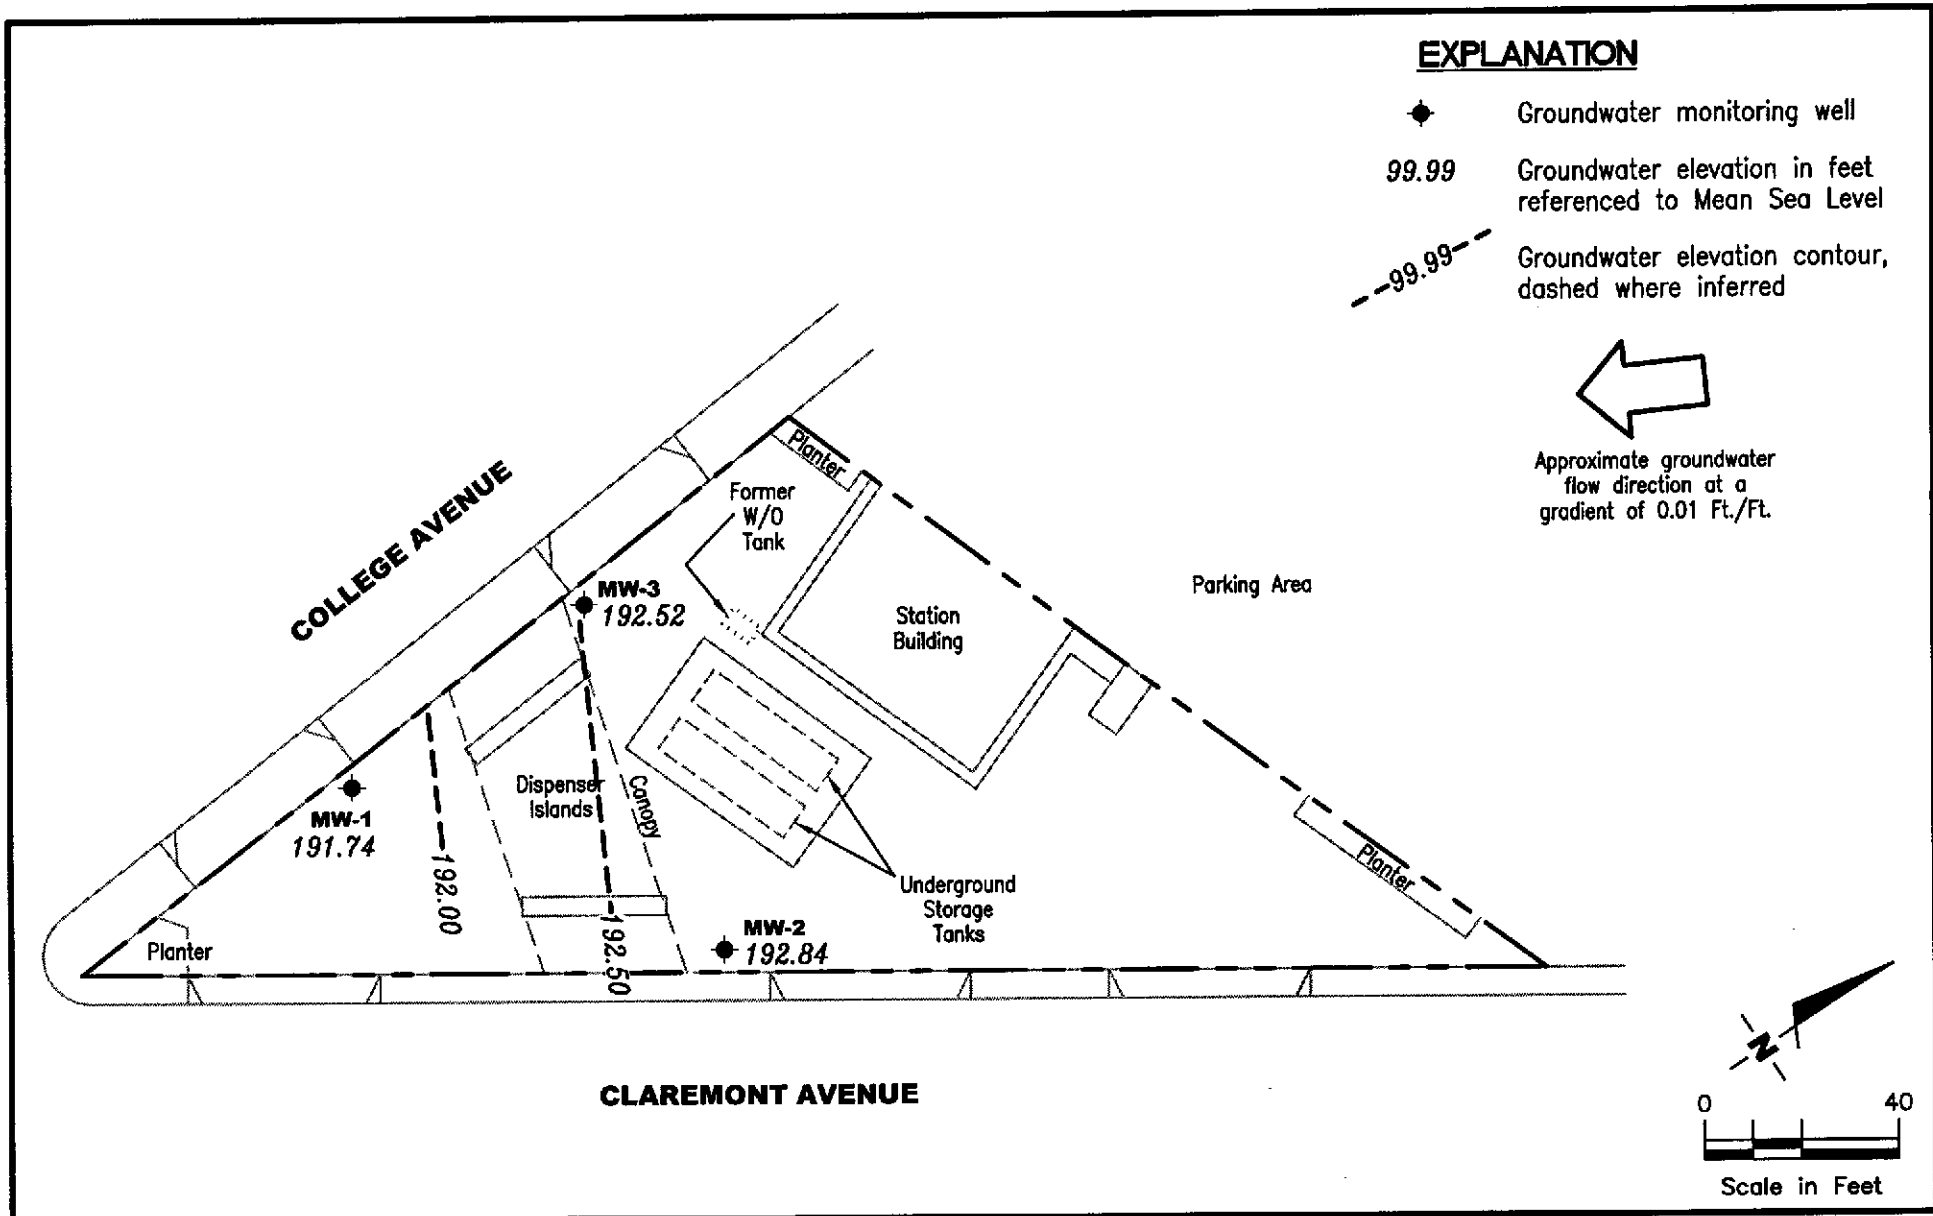 EXPLANATION
Groundwater monitoring well
99.99
Groundwater elevation in feet
referenced to Mean Sea Level
99.99
Groundwater elevation contour,
dashed where inferred
Approximate groundwater
flow direction at a
gradient of 0.01 Ft./Ft.
COLLEGE AVENUE
Planter
Former
W/O
Tank
MW-3
192.52
Station
Building
Parking Area
Dispenser
Islands
Canopy
MW-1
191.74
192.00
192.50
Underground
Storage
Tanks
MW-2
192.84
Planter
Planter
CLAREMONT AVENUE
N
0 40
Scale in Feet